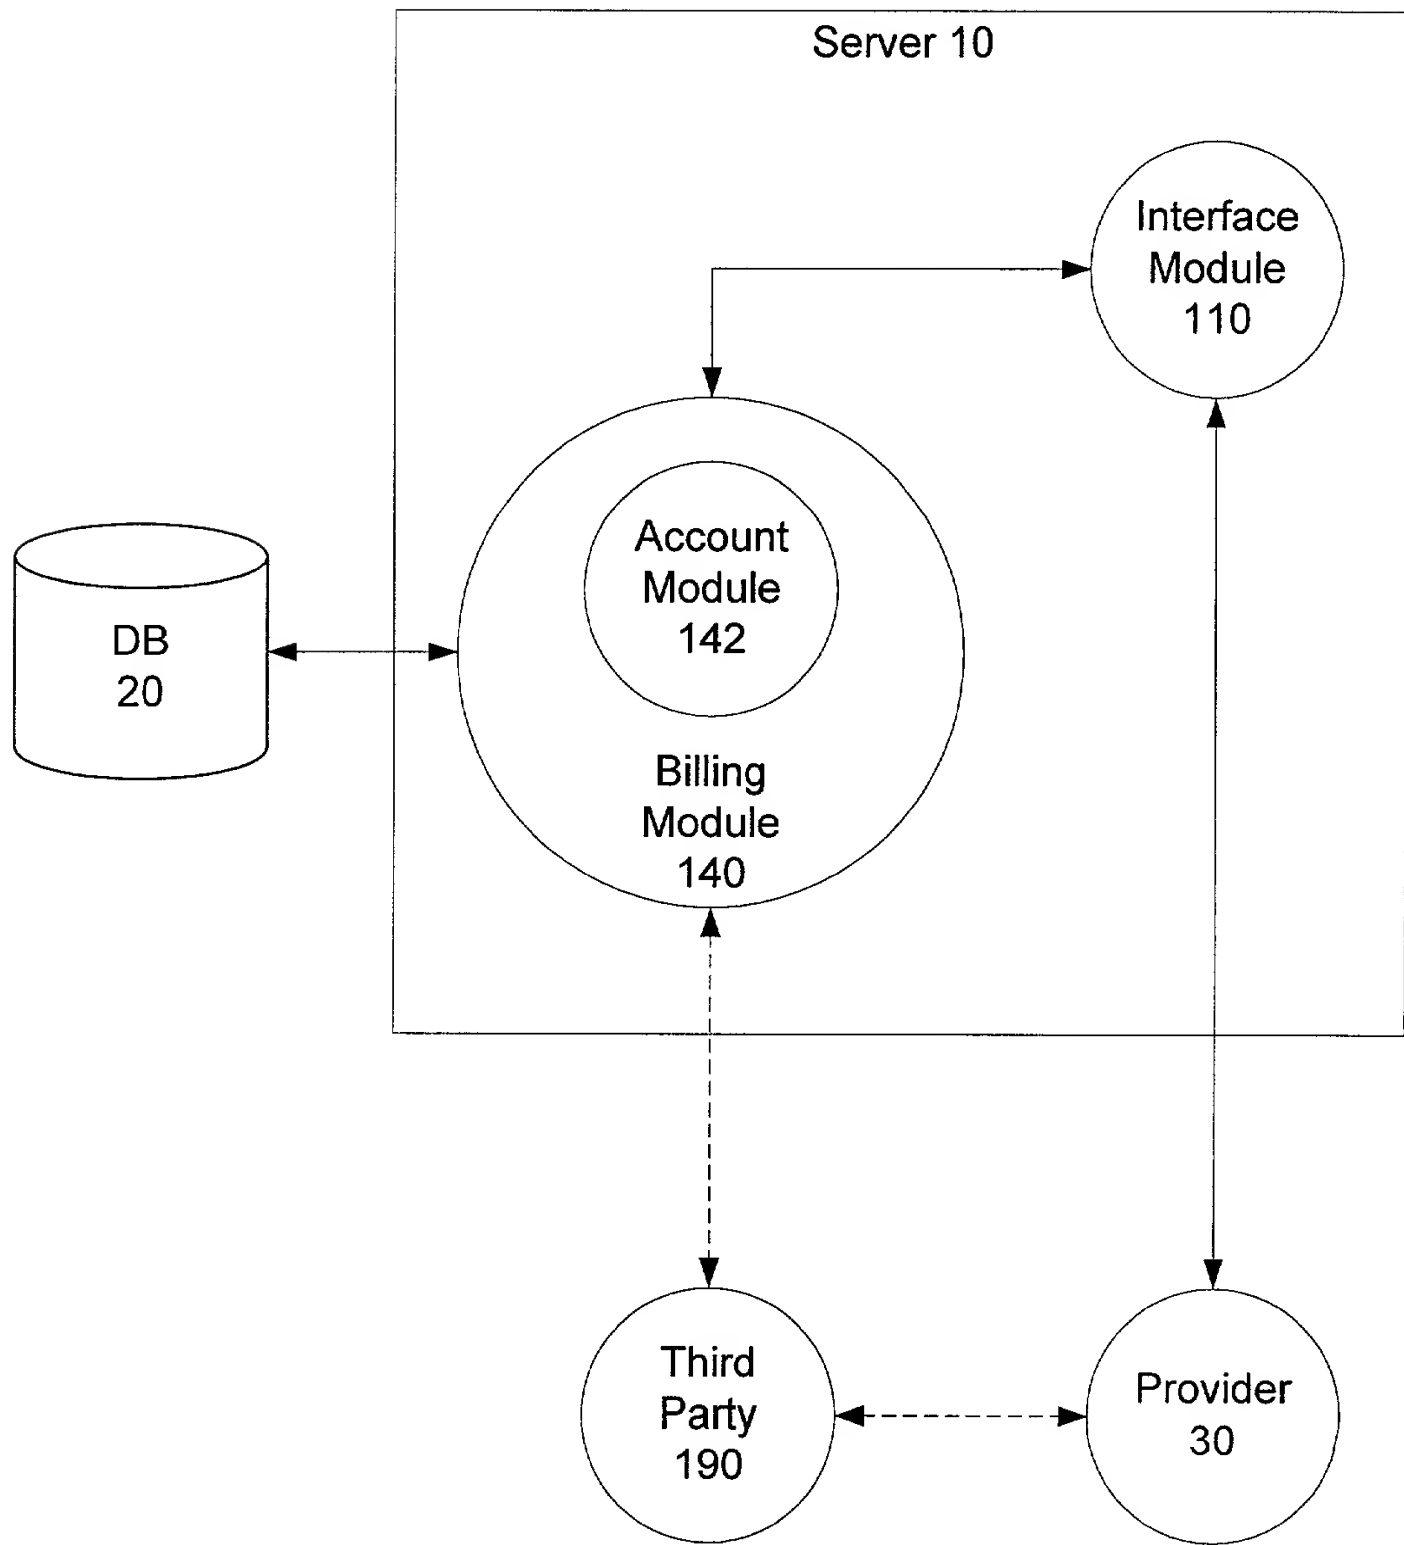 Server 10
Interface
Module
110
Account
Module
142
DB
20
Billing
Module
140
Third
Party
190
Provider
30